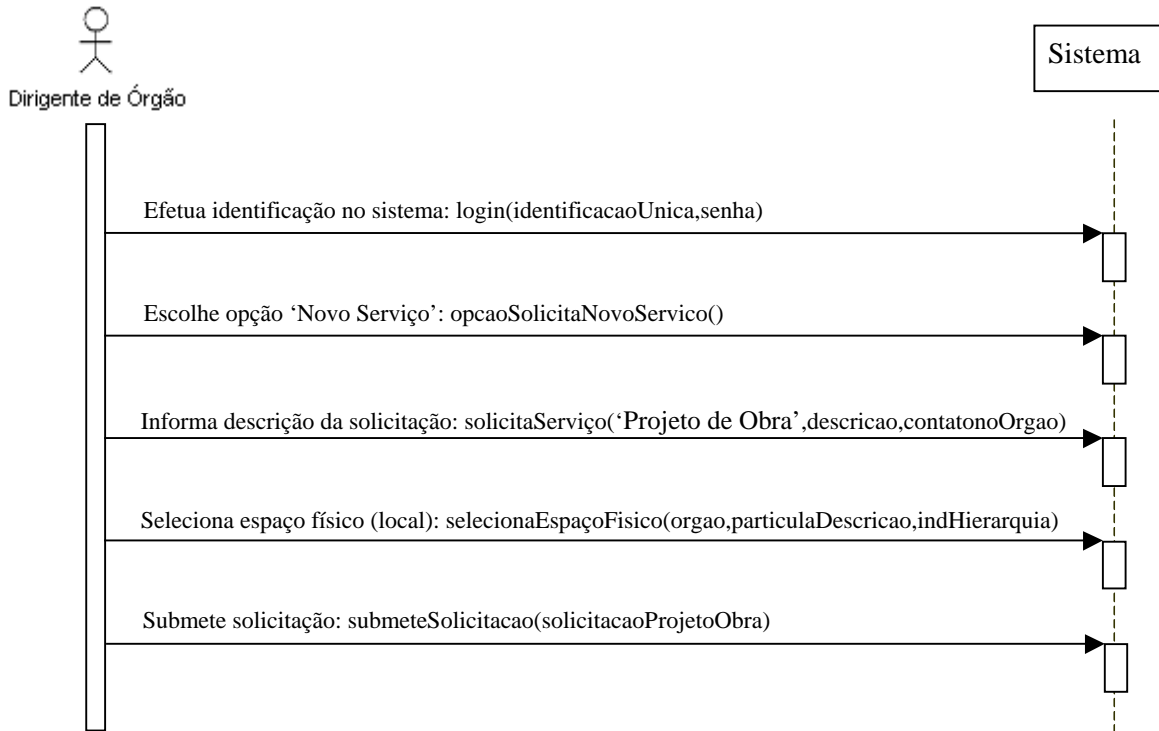 Dirigente de Órgão
Sistema
Efetua identificação no sistema: login(identificacaoUnica,senha)
Escolhe opção ‘Novo Serviço’: opcaoSolicitaNovoServico()
Informa descrição da solicitação: solicitaServiço(‘Projeto de Obra’,descricao,contatonoOrgao)
Seleciona espaço físico (local): selecionaEspaçoFisico(orgao,particulaDescricao,indHierarquia)
Submete solicitação: submeteSolicitacao(solicitacaoProjetoObra)